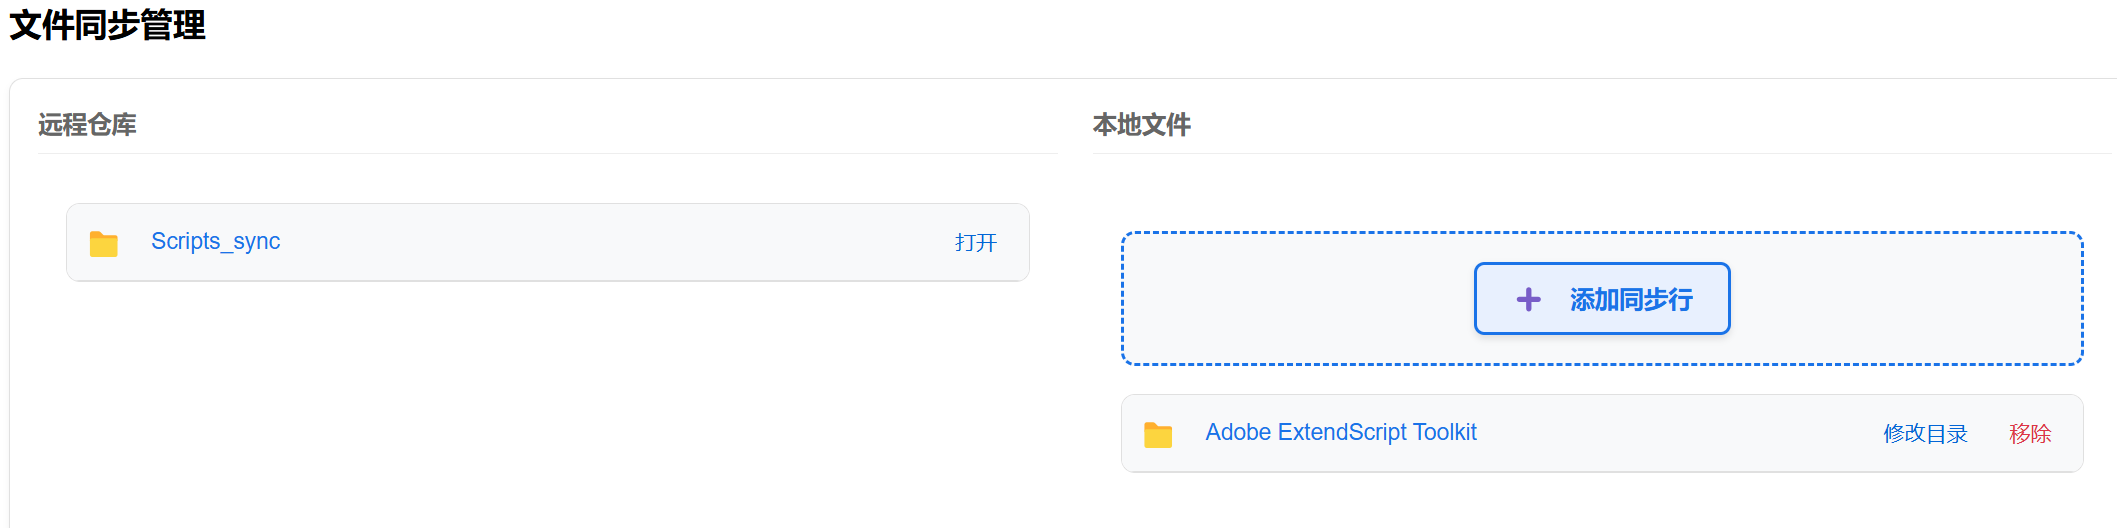 文件同步管理
远程仓库
Scripts_sync
打开
本地文件
添加同步行
Adobe ExtendScript Toolkit
修改目录
移除